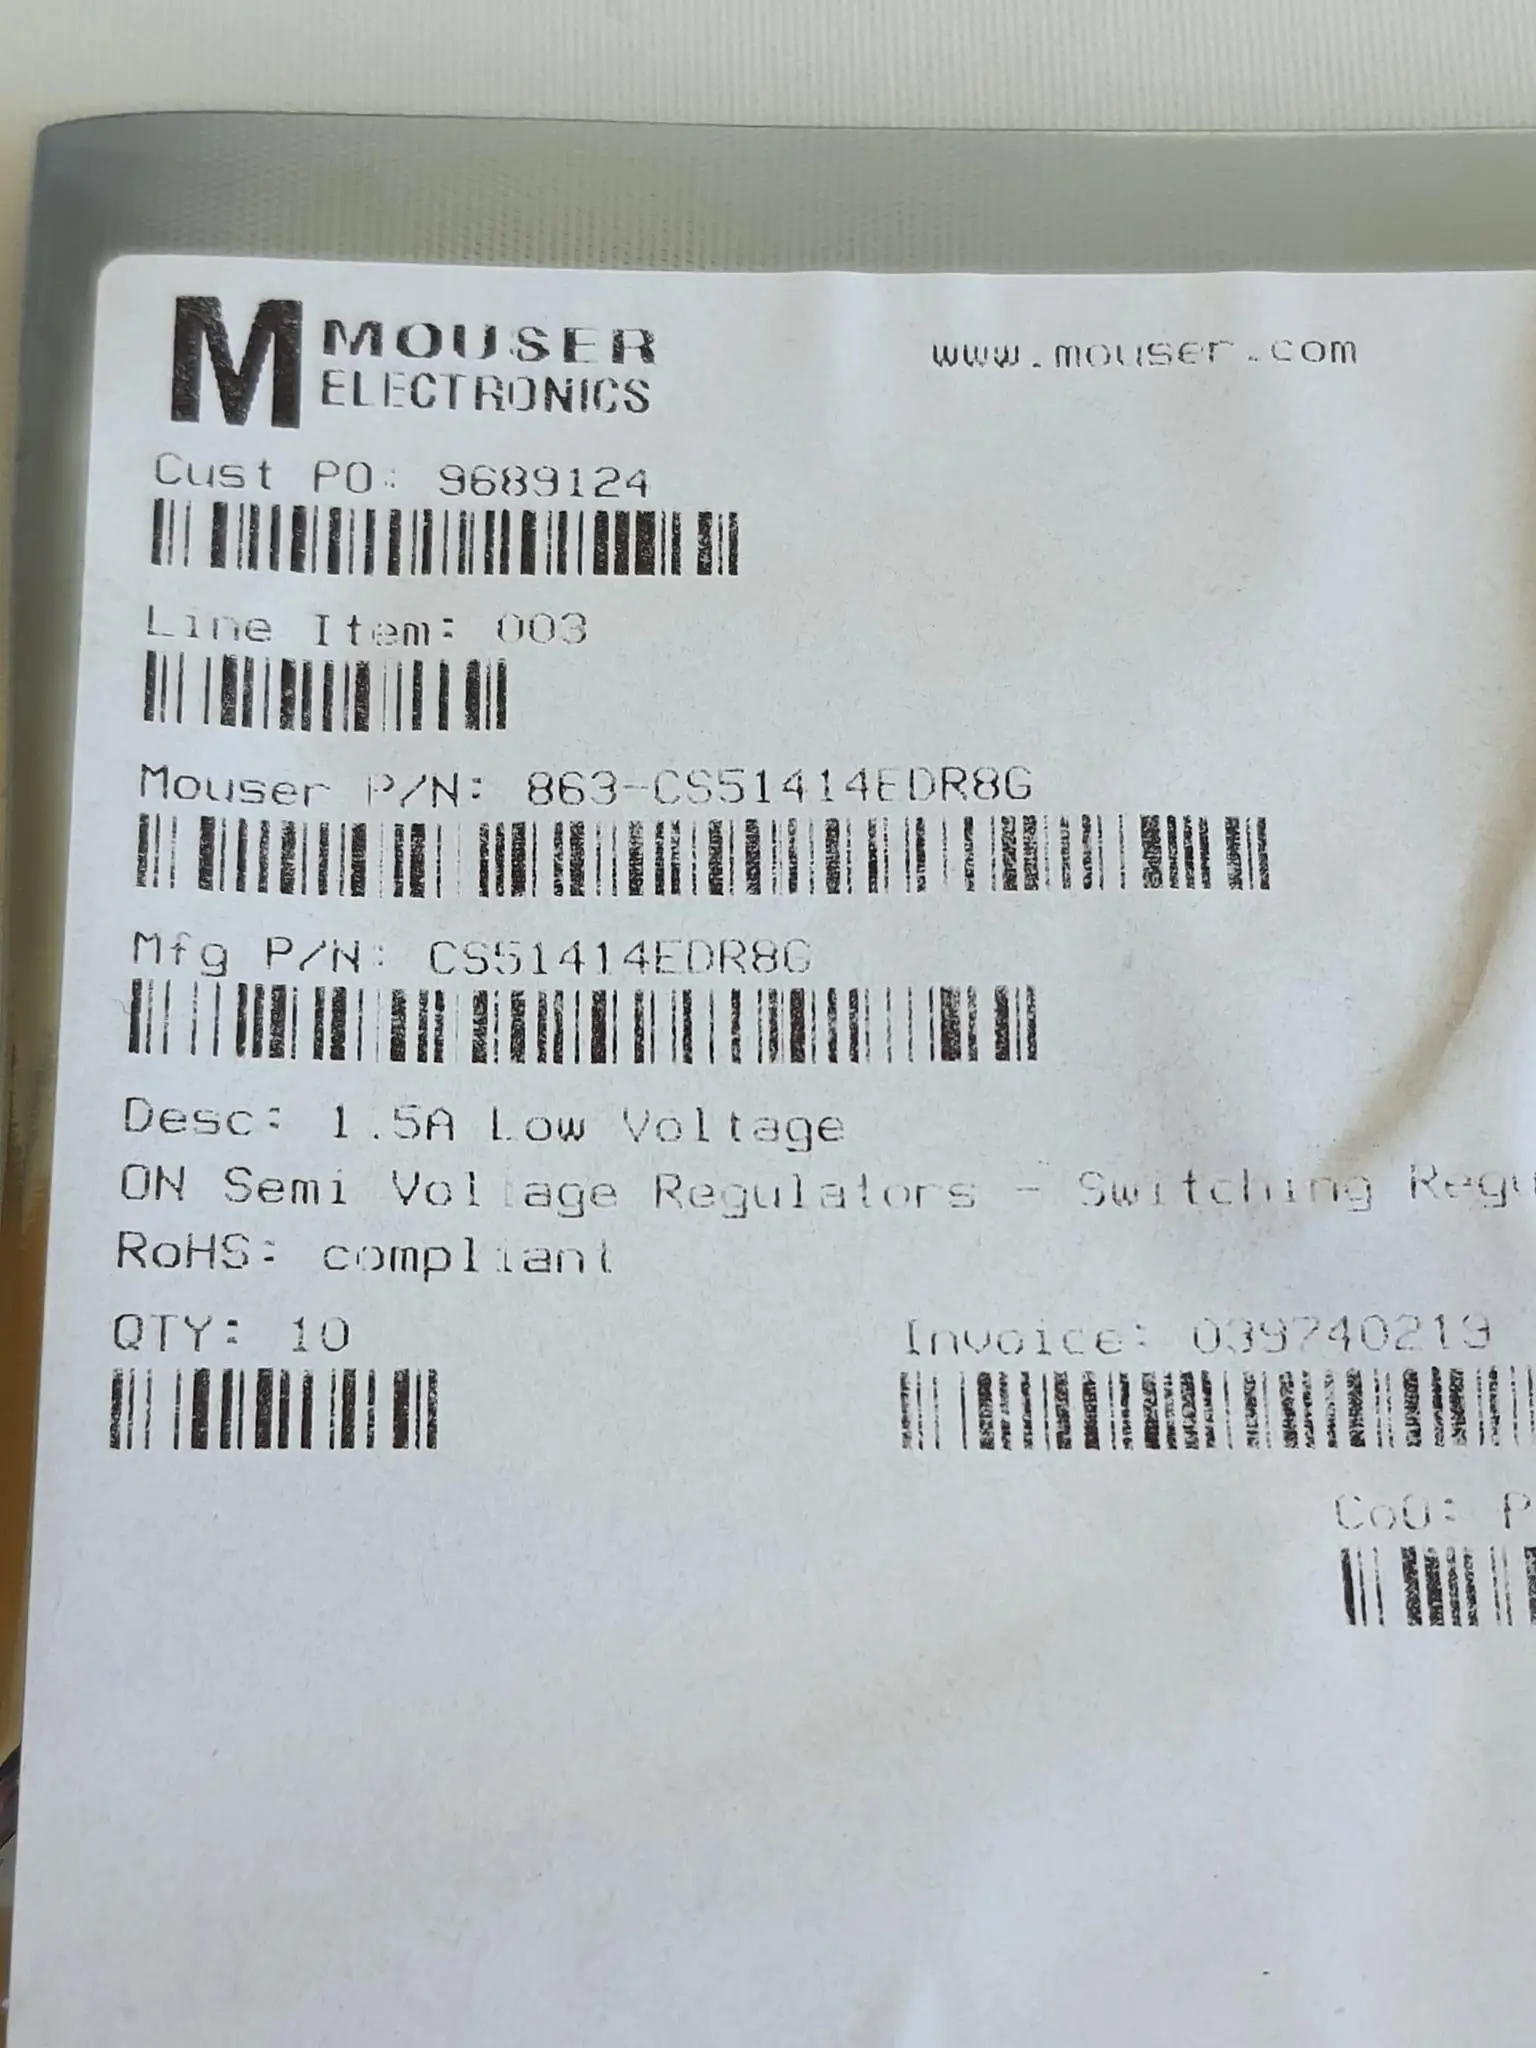 M MOUSER
ELECTRONICS
www.mouser.com
Cust PO: 9689124
Line Item: 003
Mouser P/N: 863-CS51414EDR8G
Mfg P/N: CS51414EDR8G
Desc: 1.5A Low Voltage
ON Semi Voltage Regulators - Switching Regu
RoHS: compliant
QTY: 10
Invoice: 039740219
CoO: P